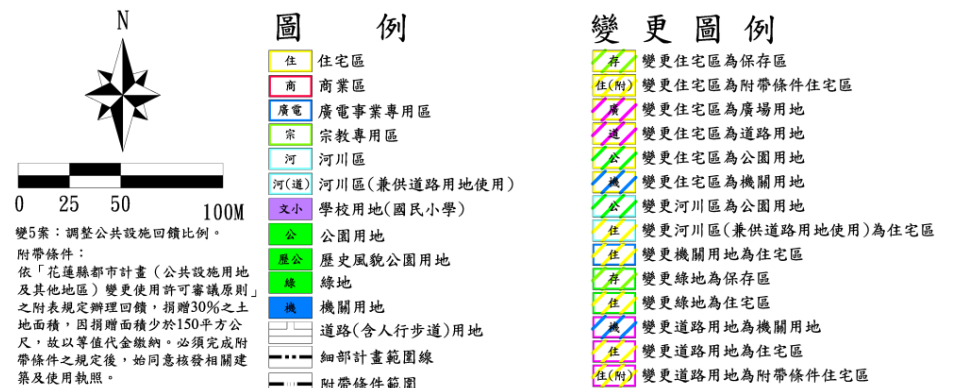 N
0 25 50 100M
變5案：調整公共設施回饋比例。
附帶條件：
依「花蓮縣都市計畫（公共設施用地
及其他地區）變更使用許可審議原則」
之附表規定辦理回饋，捐贈30%之土
地面積，因捐贈面積少於150平方公
尺，故以等值代金繳納。必須完成附
帶條件之規定後，始同意核發相關建
築及使用執照。
圖 例
住 住宅區
商 商業區
廣電 廣電事業專用區
宗 宗教專用區
河 河川區
河(道) 河川區(兼供道路用地使用)
文小 學校用地(國民小學)
公 公園用地
歷公 歷史風貌公園用地
綠 綠地
機 機關用地
道路(含人行步道)用地
細部計畫範圍線
附帶條件範圍
變更圖例
存 變更住宅區為保存區
住(附) 變更住宅區為附帶條件住宅區
廣 變更住宅區為廣場用地
道 變更住宅區為道路用地
公 變更住宅區為公園用地
機 變更住宅區為機關用地
公 變更河川區為公園用地
住 變更河川區(兼供道路用地使用)為住宅區
住 變更機關用地為住宅區
存 變更綠地為保存區
住 變更綠地為住宅區
機 變更道路用地為機關用地
住 變更道路用地為住宅區
住(附) 變更道路用地為附帶條件住宅區